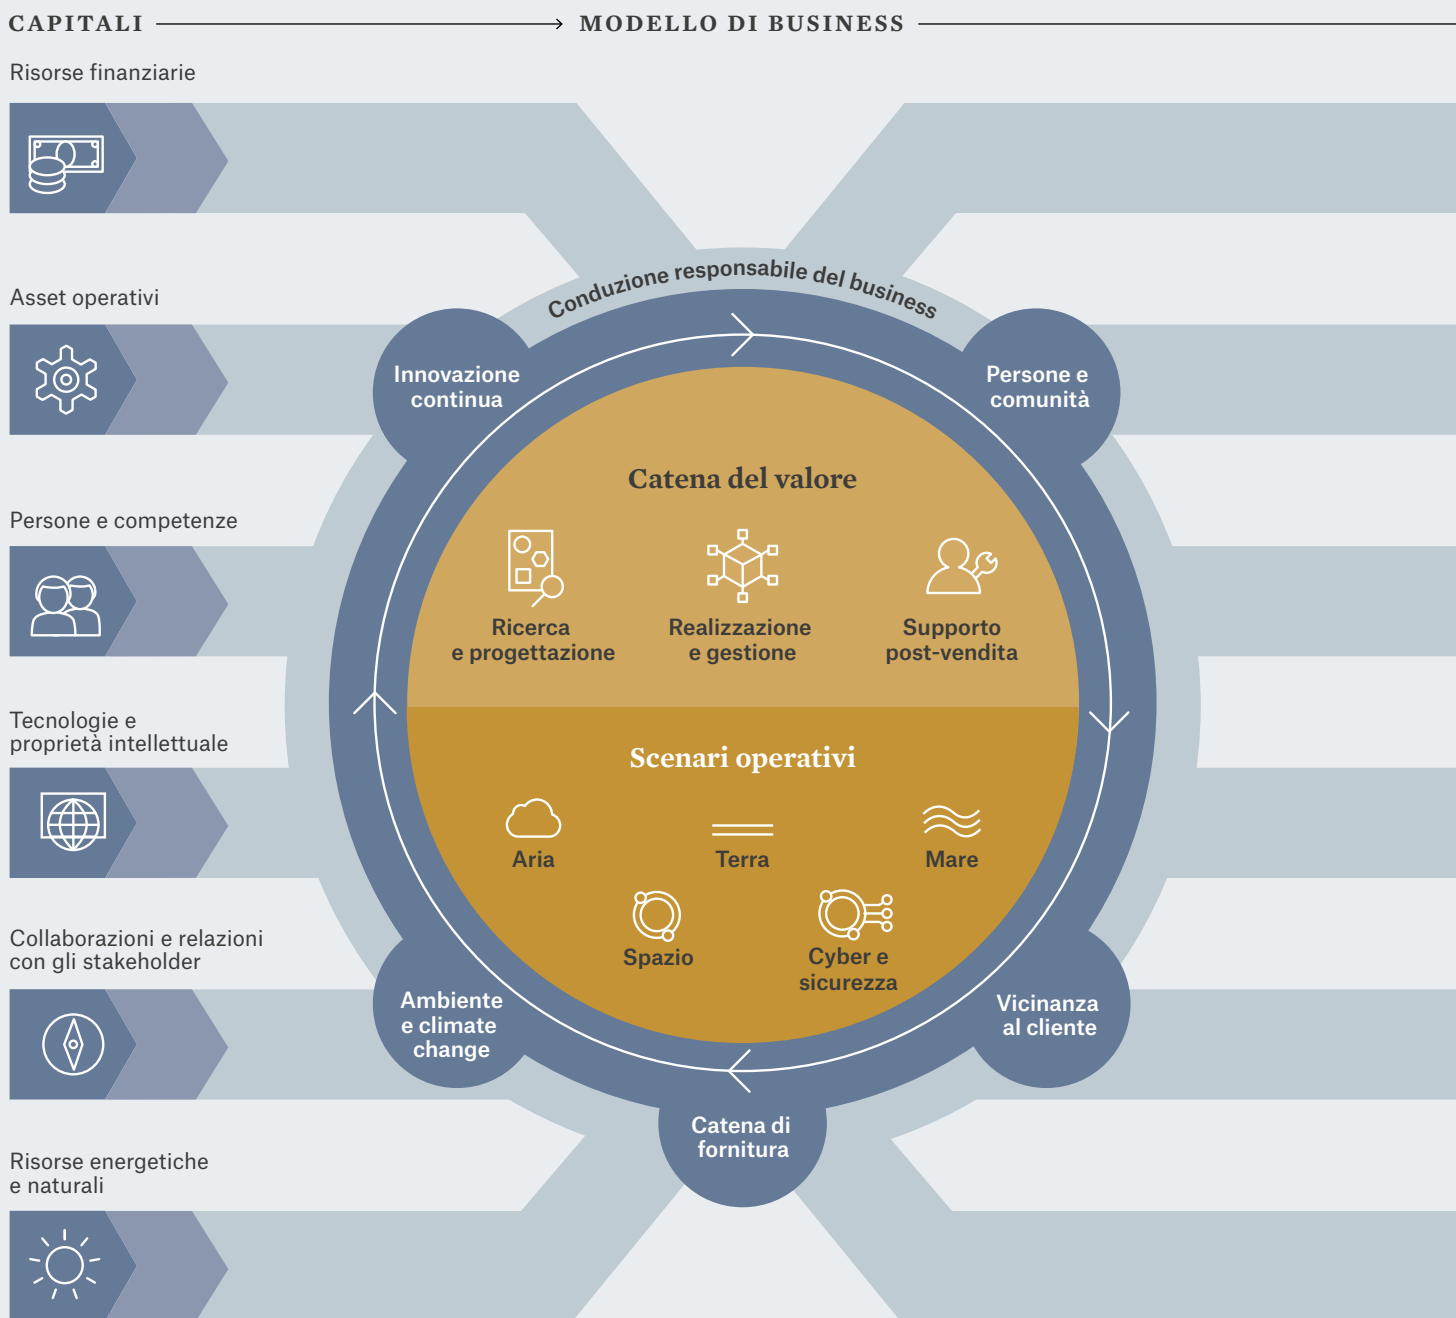 CAPITALI
MODELLO DI BUSINESS
Risorse finanziarie
Asset operativi
Persone e competenze
Tecnologie e
proprietà intellettuale
Collaborazioni e relazioni
con gli stakeholder
Risorse energetiche
e naturali
Conduzione responsabile del business
Innovazione
continua
Persone e
comunità
Catena del valore
Ricerca
e progettazione
Realizzazione
e gestione
Supporto
post-vendita
Scenari operativi
Aria
Terra
Mare
Spazio
Cyber e
sicurezza
Ambiente
e climate
change
Vicinanza
al cliente
Catena di
fornitura